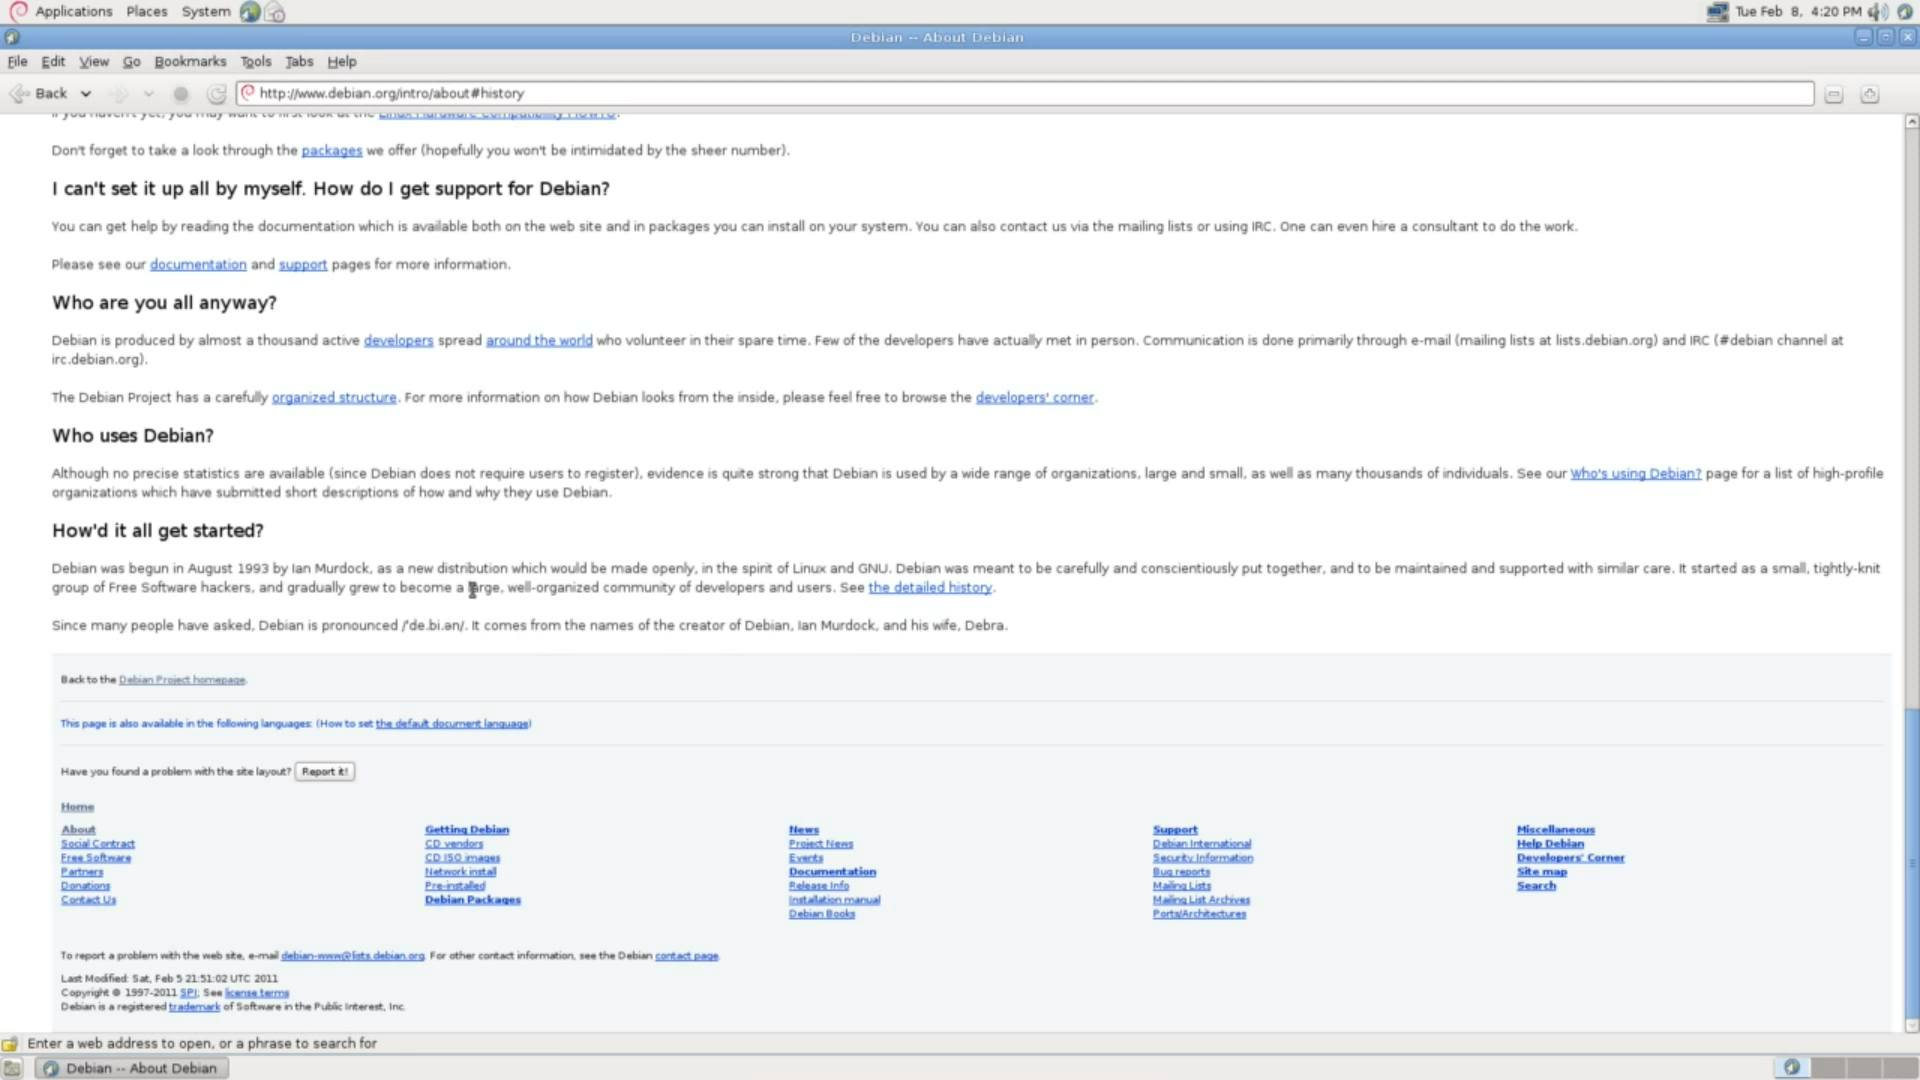 Applications Places System Tue Feb 8, 4:20 PM
Debian -- About Debian
File Edit View Go Bookmarks Tools Tabs Help
Back http://www.debian.org/intro/about#history
If you haven't yet, you may want to first look at the Linux Hardware Compatibility HOWTO.
Don't forget to take a look through the packages we offer (hopefully you won't be intimidated by the sheer number).
I can't set it up all by myself. How do I get support for Debian?
You can get help by reading the documentation which is available both on the web site and in packages you can install on your system. You can also contact us via the mailing lists or using IRC. One can even hire a consultant to do the work.
Please see our documentation and support pages for more information.
Who are you all anyway?
Debian is produced by almost a thousand active developers spread around the world who volunteer in their spare time. Few of the developers have actually met in person. Communication is done primarily through e-mail (mailing lists at lists.debian.org) and IRC (#debian channel at
irc.debian.org).
The Debian Project has a carefully organized structure. For more information on how Debian looks from the inside, please feel free to browse the developers' corner.
Who uses Debian?
Although no precise statistics are available (since Debian does not require users to register), evidence is quite strong that Debian is used by a wide range of organizations, large and small, as well as many thousands of individuals. See our Who's using Debian? page for a list of high-profile
organizations which have submitted short descriptions of how and why they use Debian.
How'd it all get started?
Debian was begun in August 1993 by Ian Murdock, as a new distribution which would be made openly, in the spirit of Linux and GNU. Debian was meant to be carefully and conscientiously put together, and to be maintained and supported with similar care. It started as a small, tightly-knit
group of Free Software hackers, and gradually grew to become a large, well-organized community of developers and users. See the detailed history.
Since many people have asked, Debian is pronounced /ˈde.bi.ən/. It comes from the names of the creator of Debian, Ian Murdock, and his wife, Debra.
Back to the Debian Project homepage.
This page is also available in the following languages: (How to set the default document language)
Have you found a problem with the site layout? Report it!
Home
About Getting Debian News Support Miscellaneous
Social Contract CD vendors Project News Debian International Help Debian
Free Software CD ISO images Events Security Information Developers' Corner
Partners Network install Documentation Bug reports Site map
Donations Pre-installed Release Info Mailing Lists Search
Contact Us Debian Packages Installation manual Mailing List Archives
Debian Books Ports/Architectures
To report a problem with the web site, e-mail debian-www@lists.debian.org. For other contact information, see the Debian contact page.
Last Modified: Sat, Feb 5 21:51:02 UTC 2011
Copyright © 1997-2011 SPI; See license terms
Debian is a registered trademark of Software in the Public Interest, Inc.
Enter a web address to open, or a phrase to search for
Debian -- About Debian